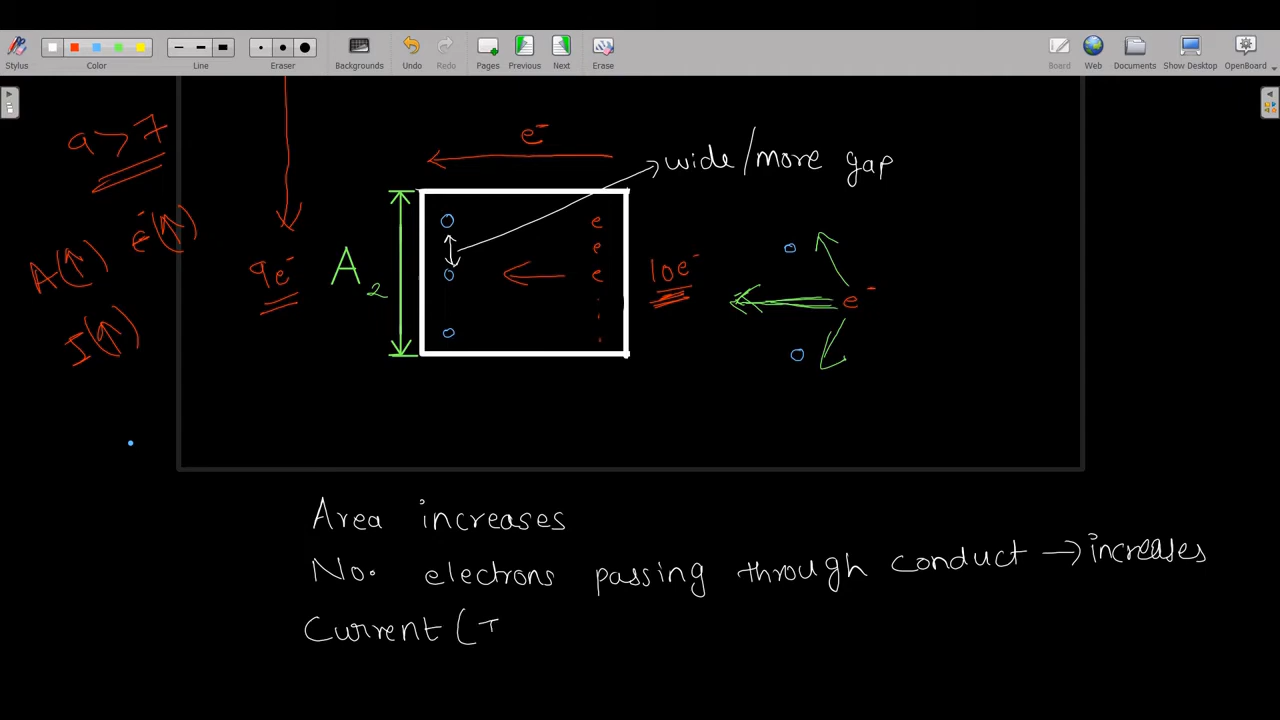 Stylus Color Line Eraser Backgrounds Undo Redo Pages Previous Next Erase Board Web Documents Show Desktop OpenBoard
a > 7
e⁻
wide/more gap
A(↑) e⁻(↑)
9e⁻
A₂
e
e
e
10e⁻
e⁻
I(↑)
Area increases
No. electrons passing through conduct → increases
Current (I